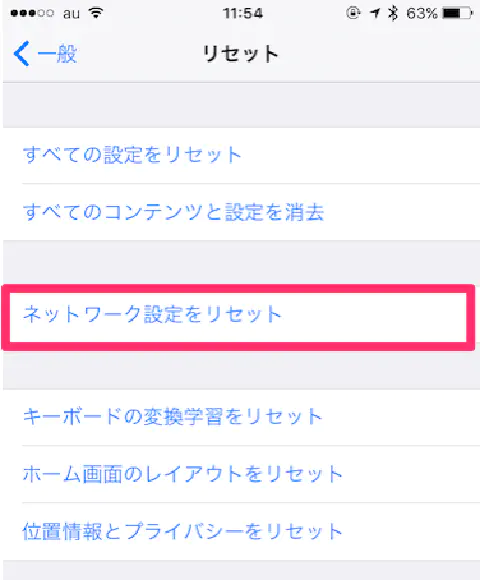 au 11:54 63%
一般 リセット
すべての設定をリセット
すべてのコンテンツと設定を消去
ネットワーク設定をリセット
キーボードの変換学習をリセット
ホーム画面のレイアウトをリセット
位置情報とプライバシーをリセット